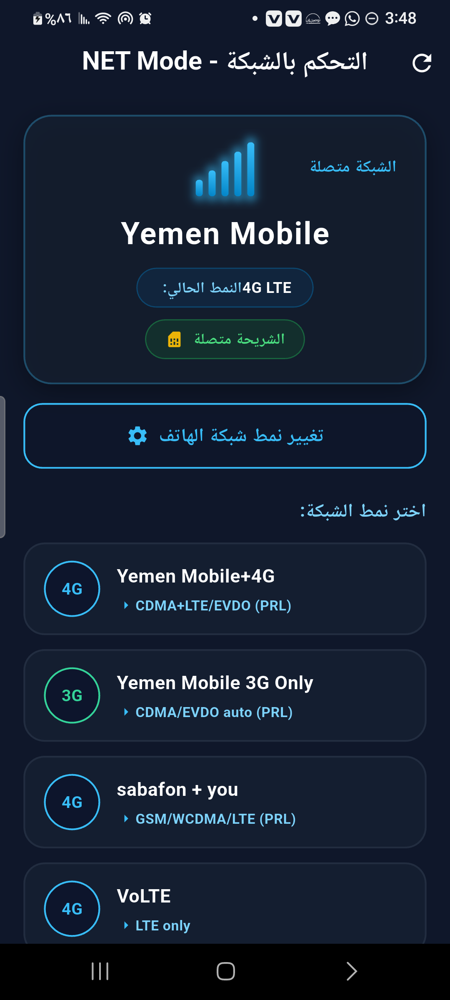 %٨٦ 3:48
التحكم بالشبكة - NET Mode
الشبكة متصلة
Yemen Mobile
النمط الحالي: 4G LTE
الشريحة متصلة
تغيير نمط شبكة الهاتف
اختر نمط الشبكة:
4G
Yemen Mobile+4G
CDMA+LTE/EVDO (PRL)
3G
Yemen Mobile 3G Only
CDMA/EVDO auto (PRL)
4G
sabafon + you
GSM/WCDMA/LTE (PRL)
4G
VoLTE
LTE only